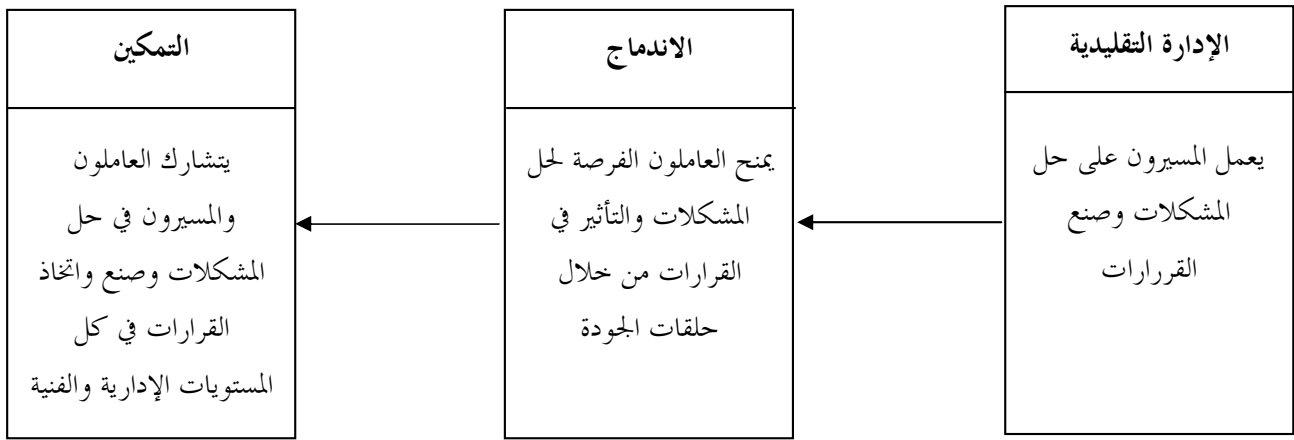 الإدارة التقليدية
يعمل المسيرون على حل
المشكلات وصنع
القررارات
الاندماج
يمنح العاملون الفرصة لحل
المشكلات والتأثير في
القرارات من خلال
حلقات الجودة
التمكين
يتشارك العاملون
والمسيرون في حل
المشكلات وصنع واتخاذ
القرارات في كل
المستويات الإدارية والفنية